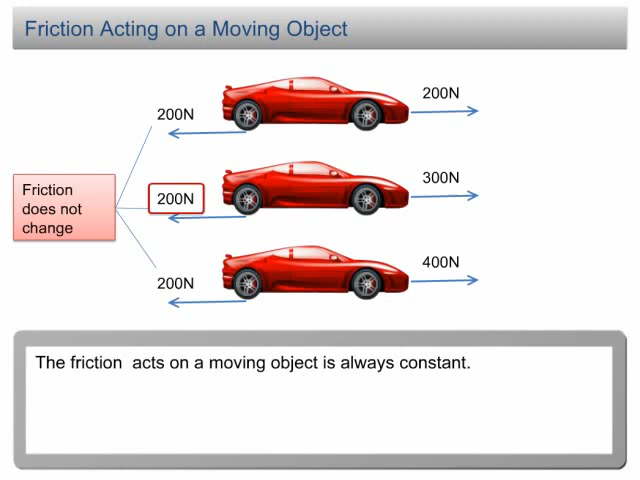 Friction Acting on a Moving Object
200N
200N
Friction
does not
change
200N
300N
200N
400N
The friction  acts on a moving object is always constant.